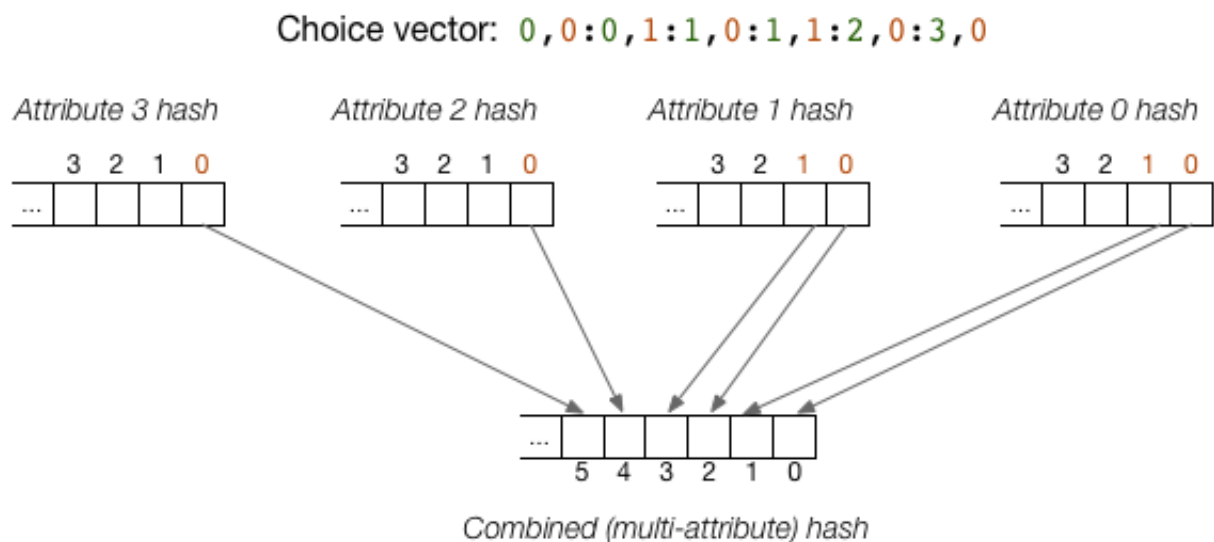 Choice vector: 0,0:0,1:1,0:1,1:2,0:3,0
Attribute 3 hash Attribute 2 hash Attribute 1 hash Attribute 0 hash
3 2 1 0 3 2 1 0 3 2 1 0 3 2 1 0
... ... ... ...
...
5 4 3 2 1 0
Combined (multi-attribute) hash